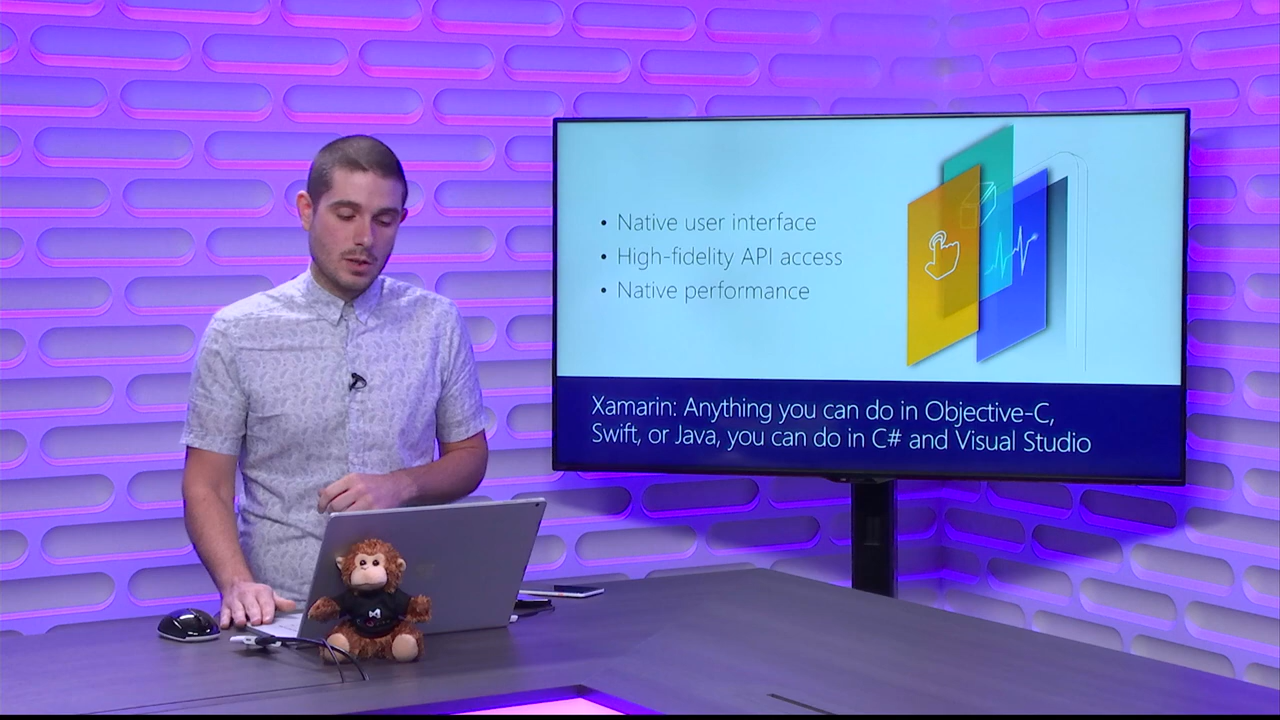 • Native user interface
• High-fidelity API access
• Native performance
Xamarin: Anything you can do in Objective-C,
Swift, or Java, you can do in C# and Visual Studio